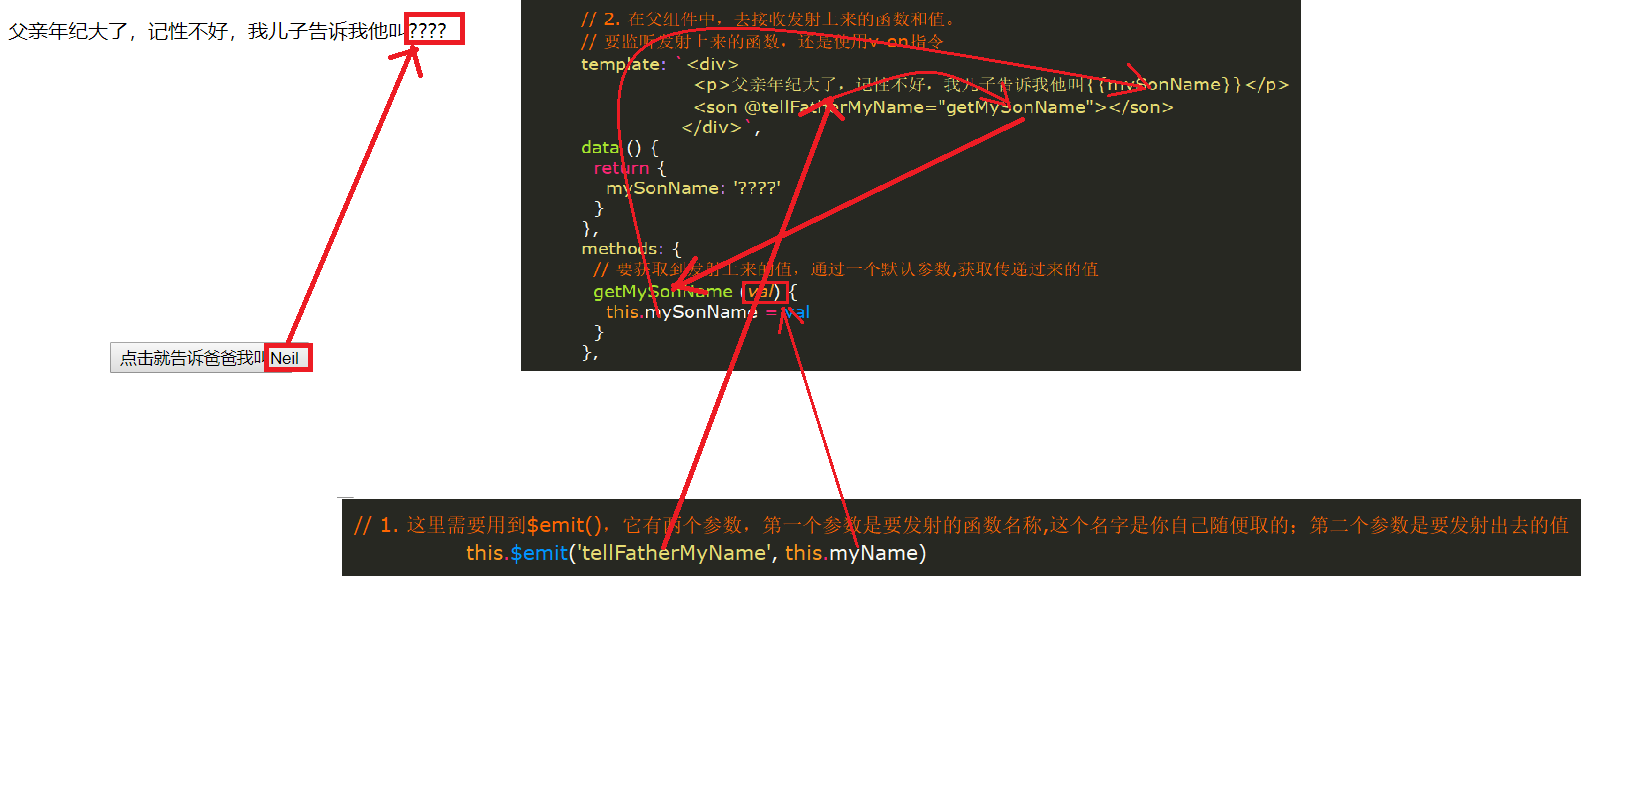 父亲年纪大了，记性不好，我儿子告诉我他叫????
点击就告诉爸爸我叫Neil
// 2. 在父组件中，去接收发射上来的函数和值。
// 要监听发射上来的函数，还是使用v-on指令
template: `<div>
<p>父亲年纪大了，记性不好，我儿子告诉我他叫{{mySonName}}</p>
<son @tellFatherMyName="getMySonName"></son>
</div>`,
data () {
return {
mySonName: '????'
}
},
methods: {
// 要获取到发射上来的值，通过一个默认参数,获取传递过来的值
getMySonName (val) {
this.mySonName = val
}
},
// 1. 这里需要用到$emit()，它有两个参数，第一个参数是要发射的函数名称,这个名字是你自己随便取的；第二个参数是要发射出去的值
this.$emit('tellFatherMyName', this.myName)